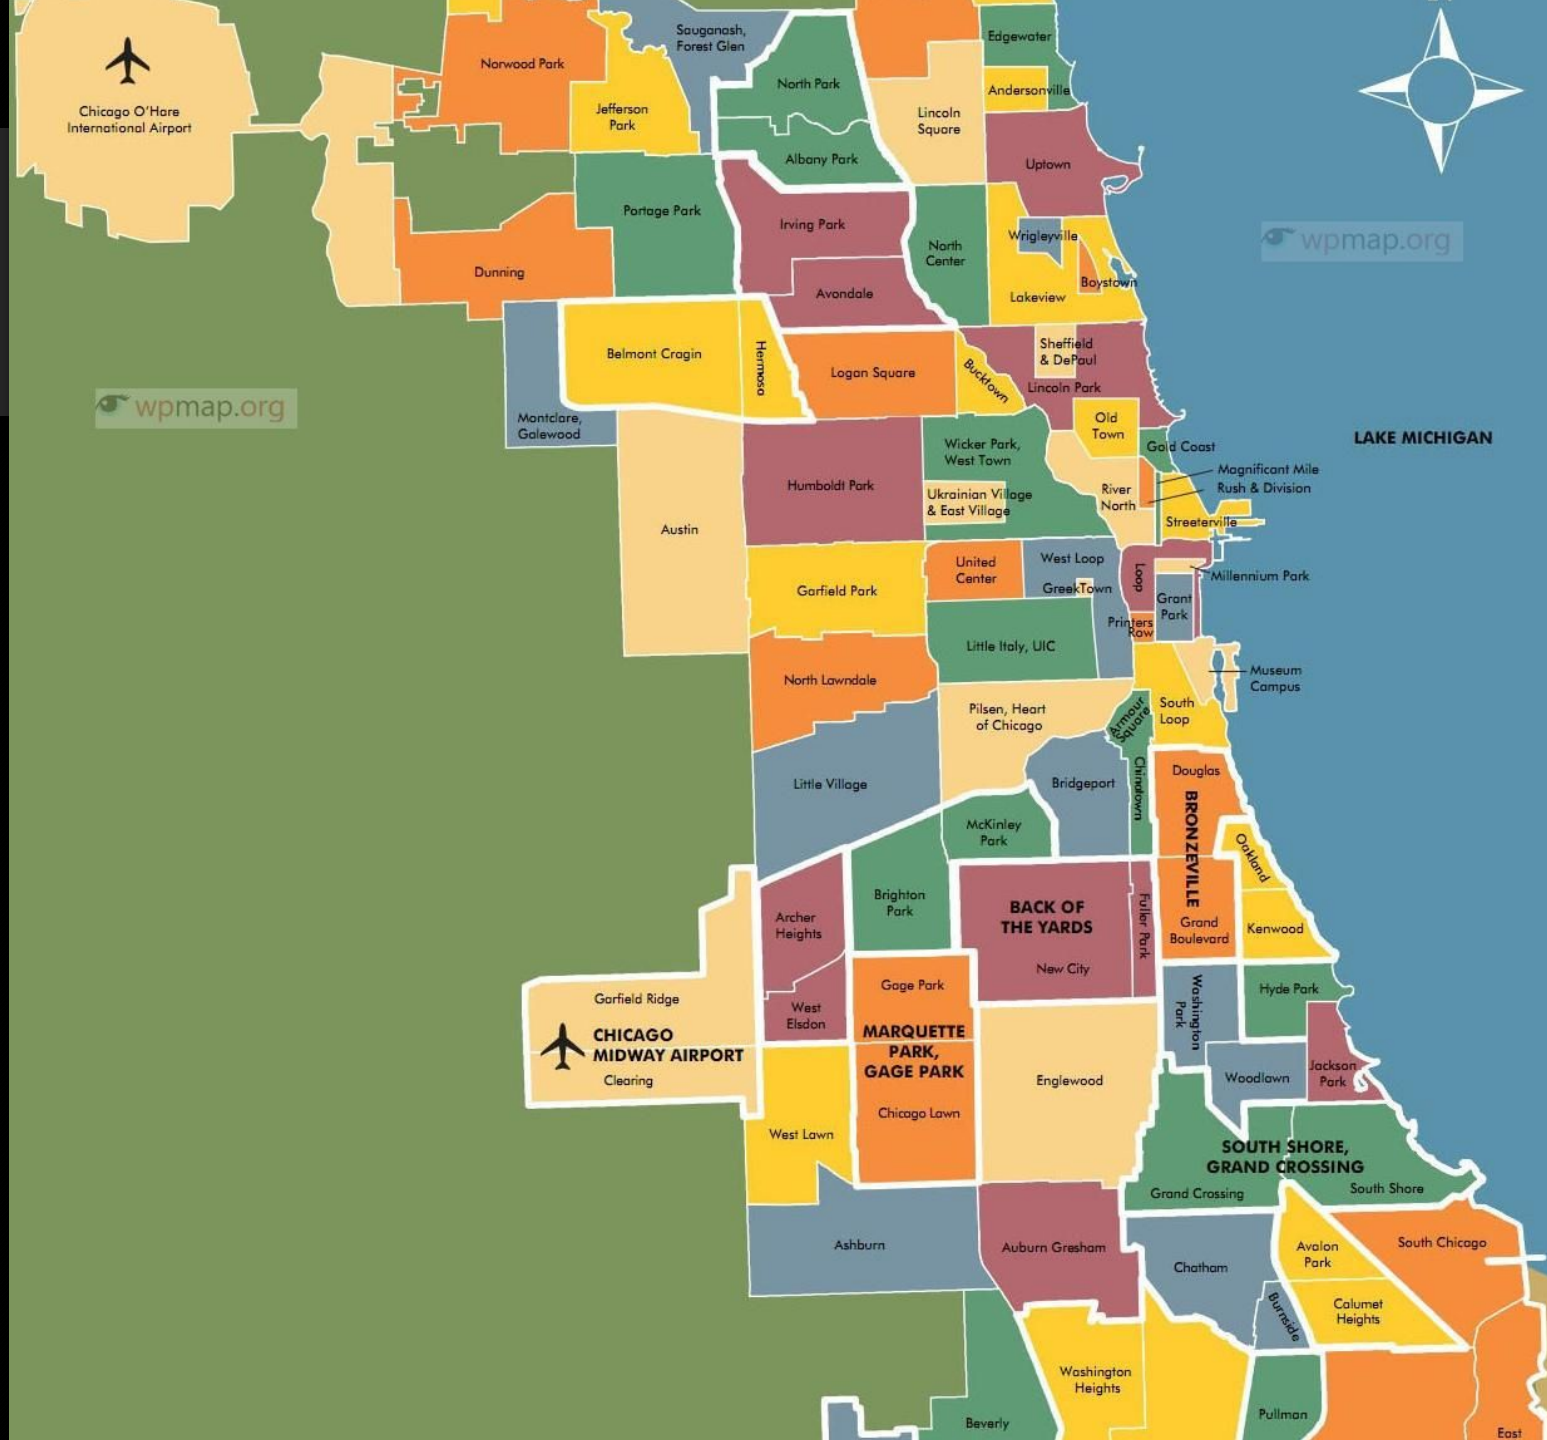 Sauganash,
Forest Glen
Edgewater
Norwood Park
North Park
Andersonville
Chicago O'Hare
International Airport
Jefferson
Park
Lincoln
Square
Albany Park
Uptown
Portage Park
Irving Park
Wrigleyville
North
Center
wpmap.org
Dunning
Avondale
Boystown
Lakeview
Belmont Cragin
Hermosa
Logan Square
Bucktown
Sheffield
& DePaul
Lincoln Park
wpmap.org
Montclare,
Galewood
Old
Town
Gold Coast
LAKE MICHIGAN
Wicker Park,
West Town
Magnificant Mile
Rush & Division
Humboldt Park
Ukrainian Village
& East Village
River
North
Streeterville
Austin
United
Center
West Loop
GreekTown
Loop
Millennium Park
Garfield Park
Grant
Park
Printers
Row
Little Italy, UIC
North Lawndale
Museum
Campus
Pilsen, Heart
of Chicago
Armour
Square
South
Loop
Little Village
Bridgeport
Chinatown
Douglas
BRONZEVILLE
McKinley
Park
Oakland
Archer
Heights
Brighton
Park
BACK OF
THE YARDS
New City
Fuller Park
Grand
Boulevard
Kenwood
Garfield Ridge
CHICAGO
MIDWAY AIRPORT
Clearing
West
Elsdon
Gage Park
MARQUETTE
PARK,
GAGE PARK
Chicago Lawn
Washington
Park
Hyde Park
Englewood
Woodlawn
Jackson
Park
West Lawn
SOUTH SHORE,
GRAND CROSSING
Grand Crossing
South Shore
Ashburn
Auburn Gresham
Chatham
Avalon
Park
South Chicago
Burnside
Calumet
Heights
Washington
Heights
Beverly
Pullman
East